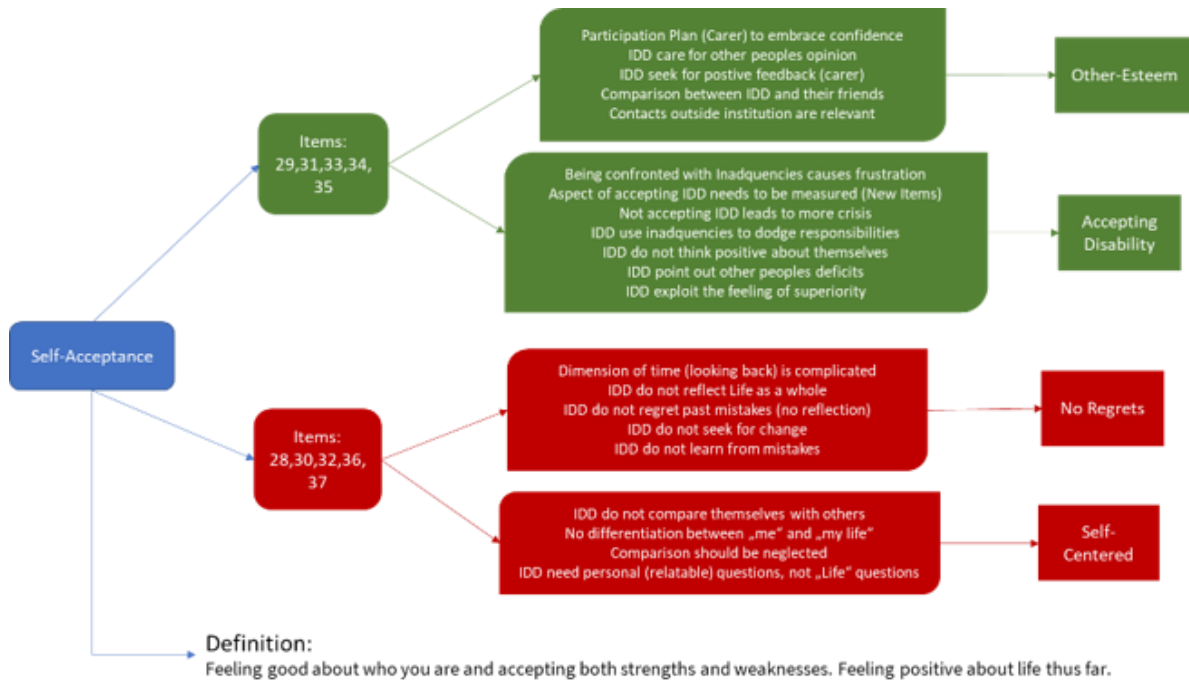 Participation Plan (Carer) to embrace confidence
IDD care for other peoples opinion
IDD seek for postive feedback (carer)
Comparison between IDD and their friends
Contacts outside institution are relevant
Other-Esteem
Items:
29,31,33,34,
35
Being confronted with Inadquencies causes frustration
Aspect of accepting IDD needs to be measured (New Items)
Not accepting IDD leads to more crisis
IDD use inadquencies to dodge responsibilities
IDD do not think positive about themselves
IDD point out other peoples deficits
IDD exploit the feeling of superiority
Accepting
Disability
Self-Acceptance
Dimension of time (looking back) is complicated
IDD do not reflect Life as a whole
IDD do not regret past mistakes (no reflection)
IDD do not seek for change
IDD do not learn from mistakes
No Regrets
Items:
28,30,32,36,
37
IDD do not compare themselves with others
No differentiation between „me“ and „my life“
Comparison should be neglected
IDD need personal (relatable) questions, not „Life“ questions
Self-
Centered
Definition:
Feeling good about who you are and accepting both strengths and weaknesses. Feeling positive about life thus far.